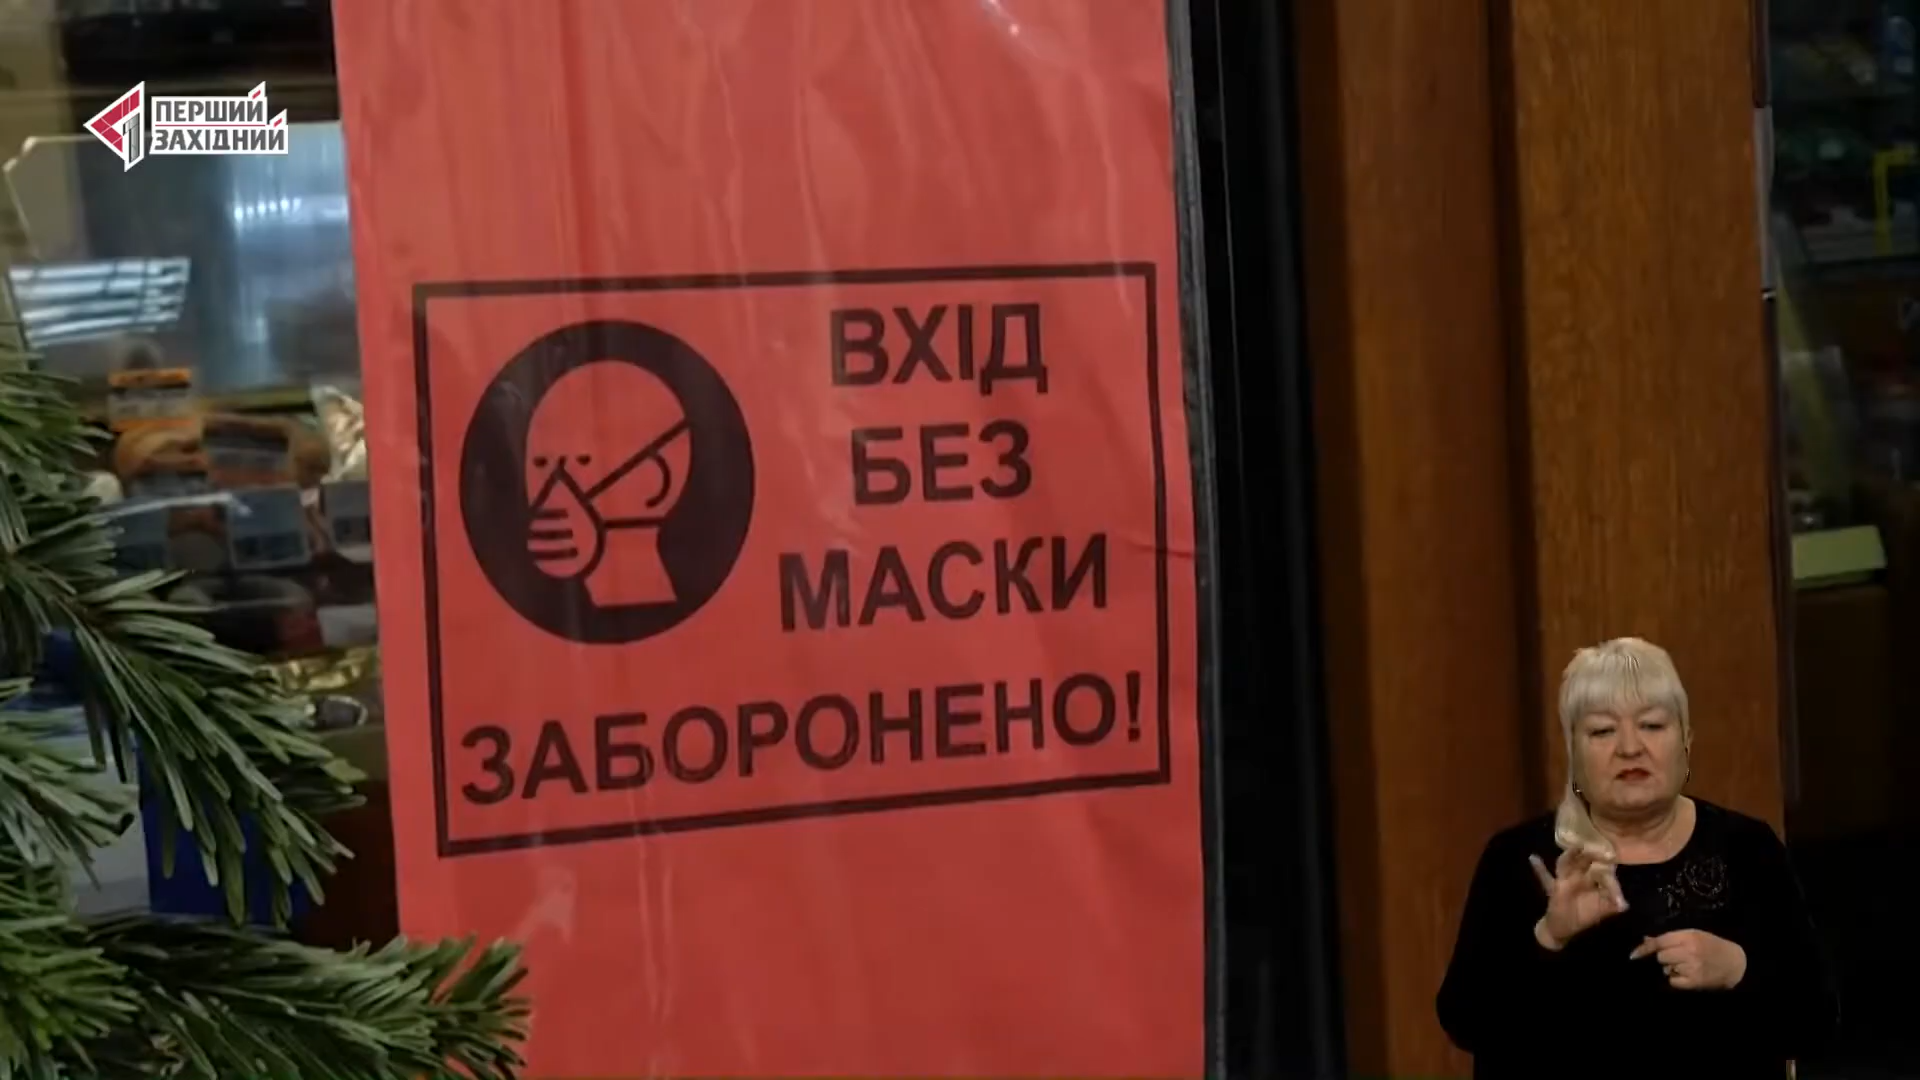 ПЕРШИЙ
ЗАХІДНИЙ
ВХІД
БЕЗ
МАСКИ
ЗАБОРОНЕНО!